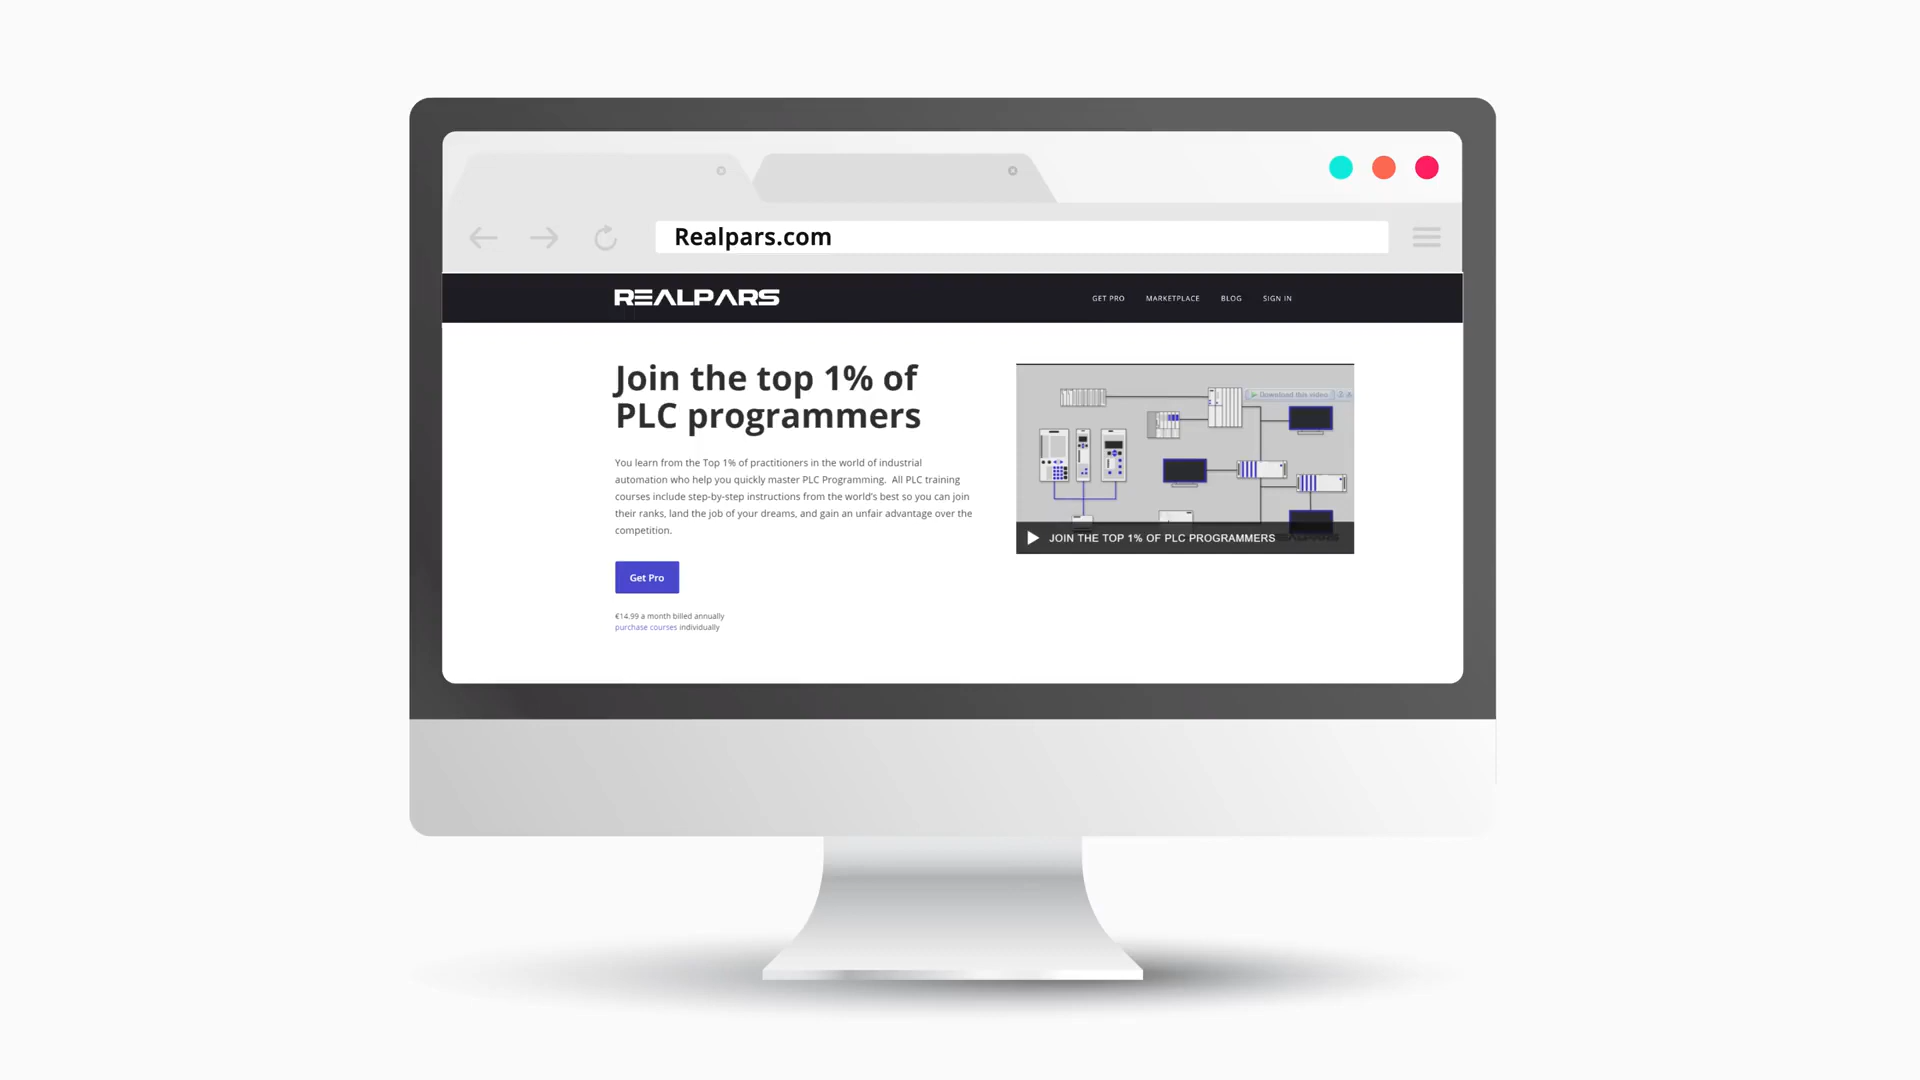 Realpars.com
REALPARS
GET PRO MARKETPLACE BLOG SIGN IN
Join the top 1% of
PLC programmers
You learn from the Top 1% of practitioners in the world of industrial
automation who help you quickly master PLC Programming. All PLC training
courses include step-by-step instructions from the world's best so you can join
their ranks, land the job of your dreams, and gain an unfair advantage over the
competition.
Get Pro
€14.99 a month billed annually
purchase courses individually
Download this video
JOIN THE TOP 1% OF PLC PROGRAMMERS